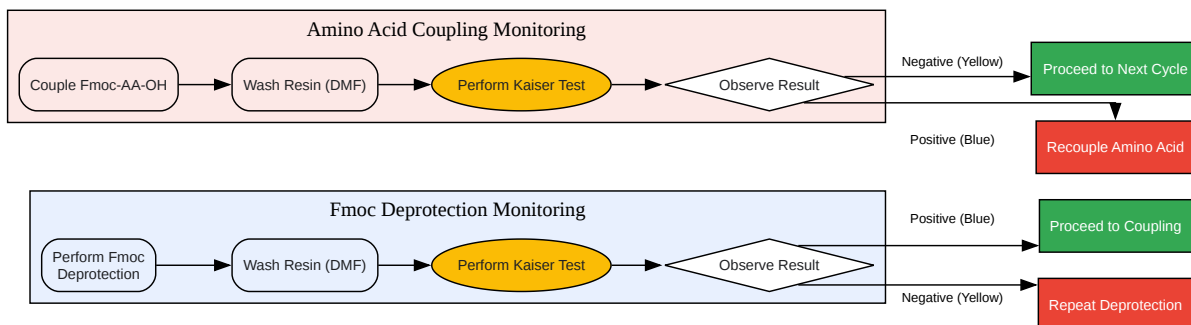 Amino Acid Coupling Monitoring
Couple Fmoc-AA-OH
Wash Resin (DMF)
Perform Kaiser Test
Observe Result
Negative (Yellow)
Proceed to Next Cycle
Positive (Blue)
Recouple Amino Acid
Fmoc Deprotection Monitoring
Perform Fmoc
Deprotection
Wash Resin (DMF)
Perform Kaiser Test
Observe Result
Positive (Blue)
Proceed to Coupling
Negative (Yellow)
Repeat Deprotection